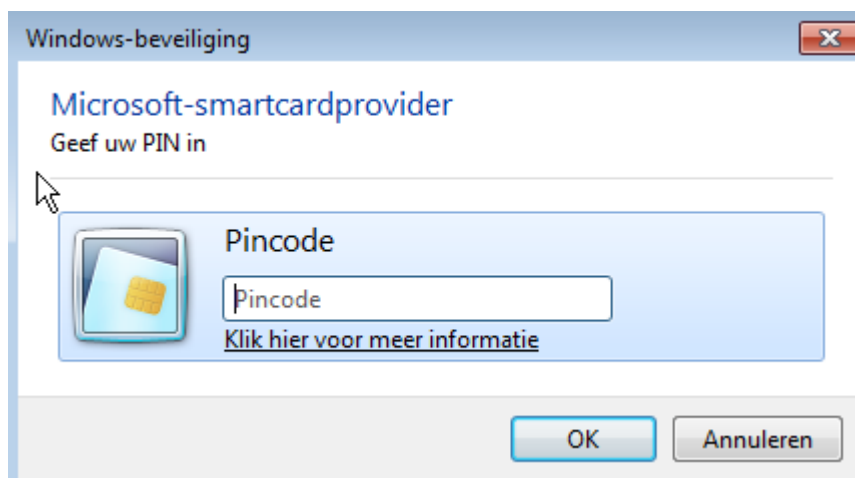 Windows-beveiliging
Microsoft-smartcardprovider
Geef uw PIN in
Pincode
Pincode
Klik hier voor meer informatie
OK
Annuleren